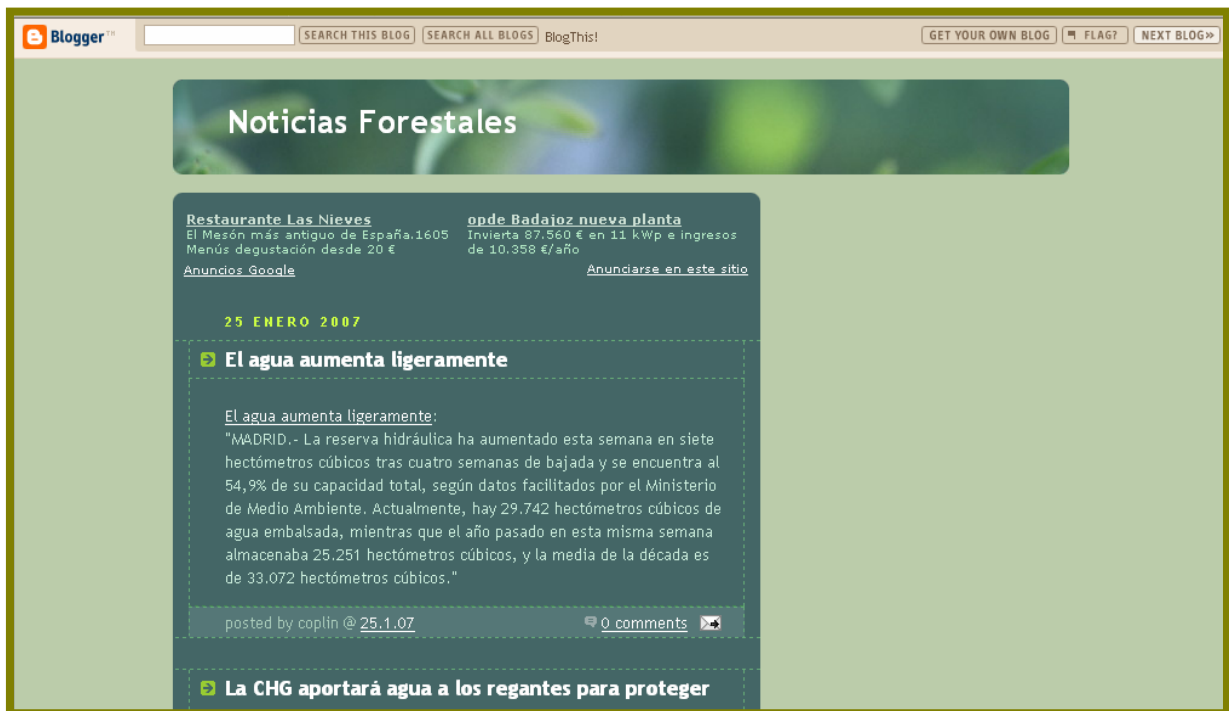 Blogger™ SEARCH THIS BLOG SEARCH ALL BLOGS BlogThis! GET YOUR OWN BLOG FLAG? NEXT BLOG»
Noticias Forestales
Restaurante Las Nieves
El Mesón más antiguo de España.1605
Menús degustación desde 20 €
opde Badajoz nueva planta
Invierta 87.560 € en 11 kWp e ingresos
de 10.358 €/año
Anuncios Google
Anunciarse en este sitio
25 ENERO 2007
El agua aumenta ligeramente
El agua aumenta ligeramente:
"MADRID.- La reserva hidráulica ha aumentado esta semana en siete
hectómetros cúbicos tras cuatro semanas de bajada y se encuentra al
54,9% de su capacidad total, según datos facilitados por el Ministerio
de Medio Ambiente. Actualmente, hay 29.742 hectómetros cúbicos de
agua embalsada, mientras que el año pasado en esta misma semana
almacenaba 25.251 hectómetros cúbicos, y la media de la década es
de 33.072 hectómetros cúbicos."
posted by coplin @ 25.1.07 0 comments
La CHG aportará agua a los regantes para proteger